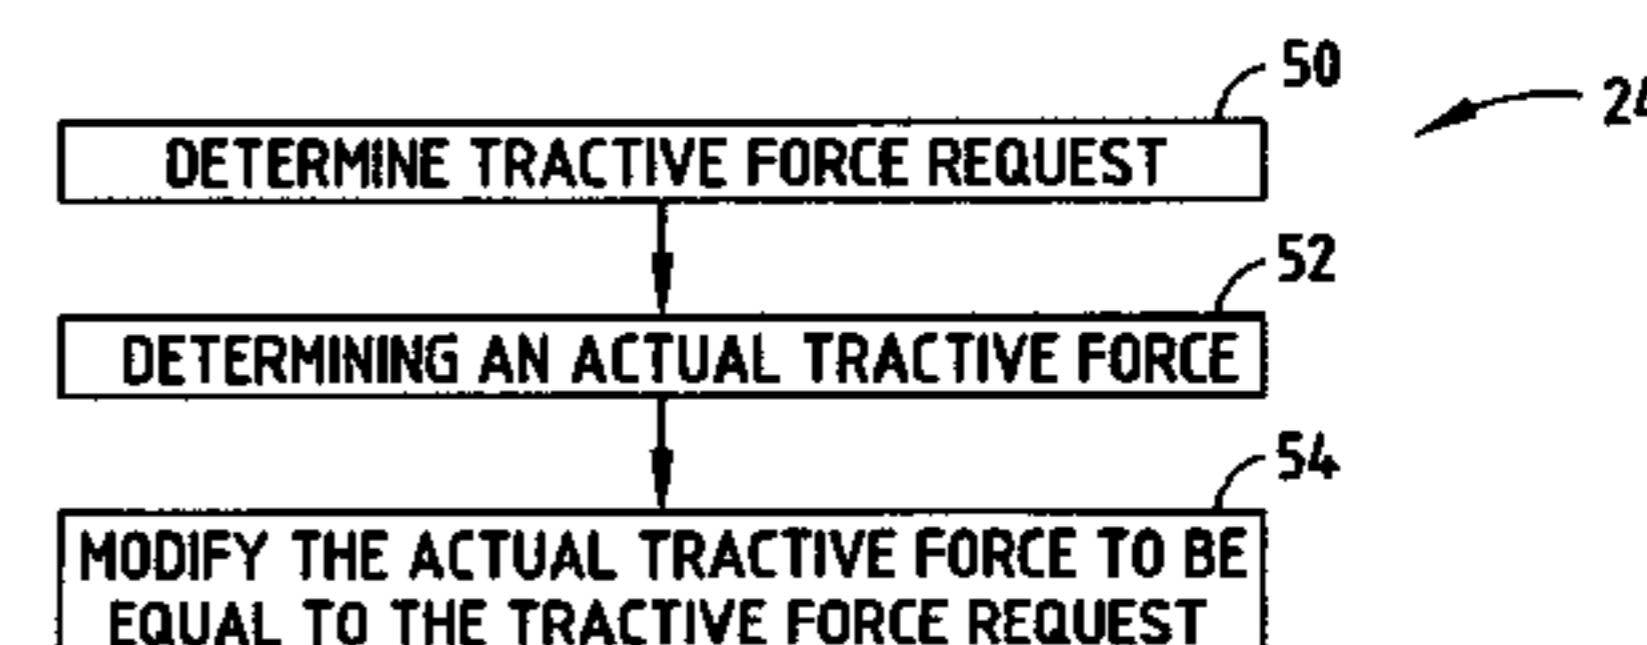 50
DETERMINE TRACTIVE FORCE REQUEST
52
DETERMINING AN ACTUAL TRACTIVE FORCE
54
MODIFY THE ACTUAL TRACTIVE FORCE TO BE
EQUAL TO THE TRACTIVE FORCE REQUEST